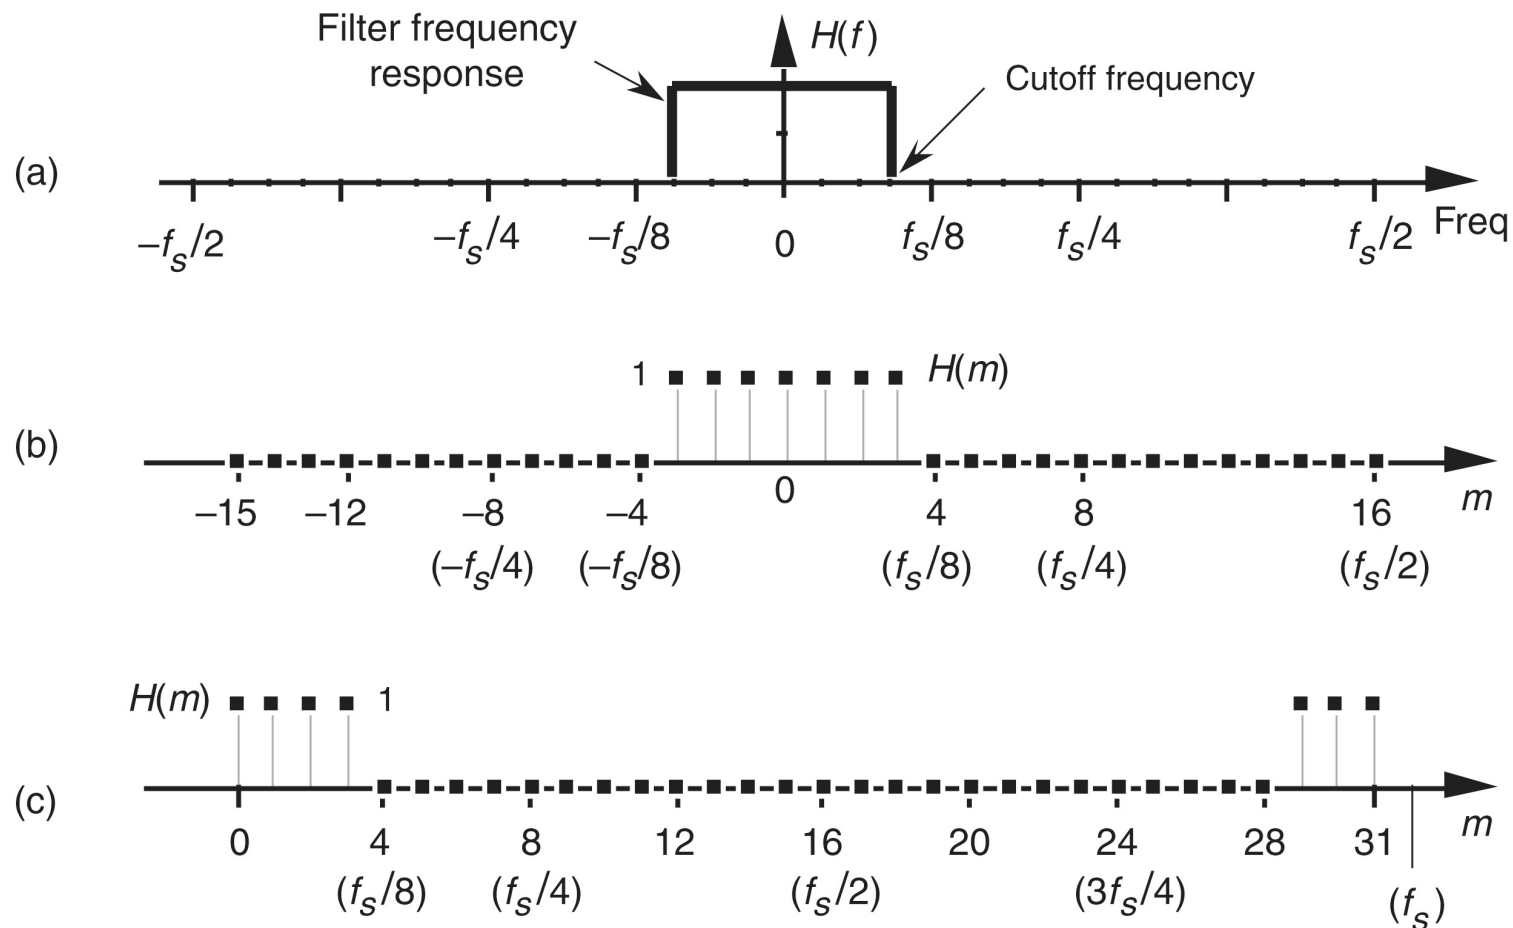 Filter frequency
response
H(f)
Cutoff frequency
(a)
–fs/2
–fs/4
–fs/8
0
fs/8
fs/4
fs/2
Freq
1
H(m)
(b)
0
–15
–12
–8
–4
4
8
16
m
(–fs/4)
(–fs/8)
(fs/8)
(fs/4)
(fs/2)
H(m)
1
(c)
0
4
8
12
16
20
24
28
31
m
(fs/8)
(fs/4)
(fs/2)
(3fs/4)
(fs)